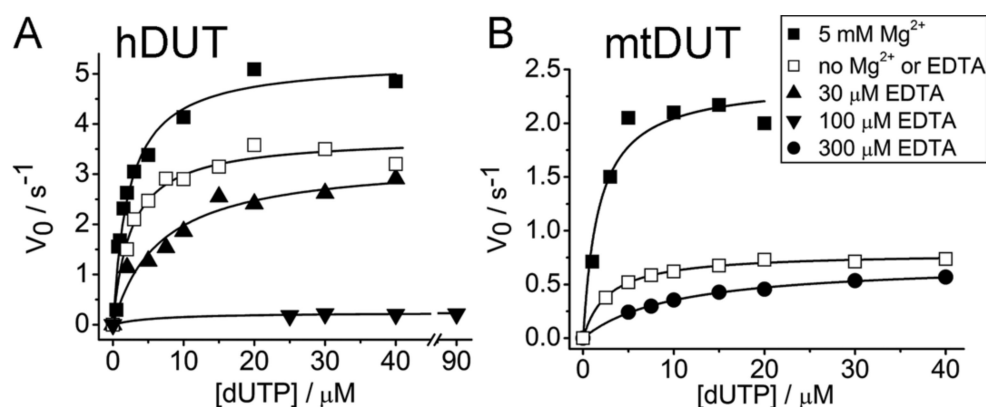 A hDUT
V0 / s-1
5
4
3
2
1
0
0 10 20 30 40 90
[dUTP] / μM
B mtDUT
V0 / s-1
2.5
2.0
1.5
1.0
0.5
0.0
0 10 20 30 40
[dUTP] / μM
5 mM Mg2+
no Mg2+ or EDTA
30 μM EDTA
100 μM EDTA
300 μM EDTA